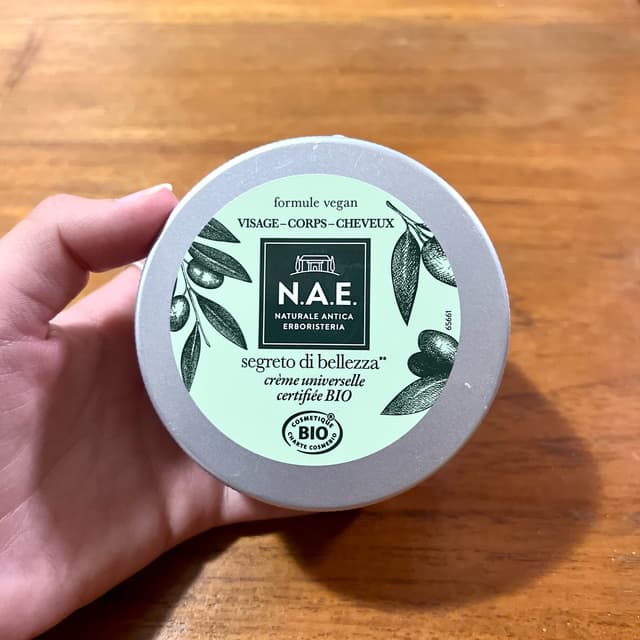 formule vegan
VISAGE–CORPS–CHEVEUX
N.A.E.
NATURALE ANTICA
ERBORISTERIA
65661
segreto di bellezza**
crème universelle
certifiée BIO
COSMETIQUE
BIO
CHARTE COSMEBIO